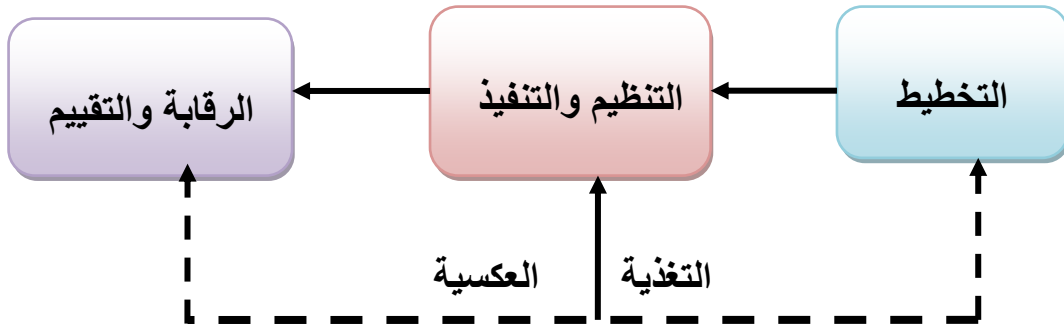 التخطيط
التنظيم والتنفيذ
الرقابة والتقييم
التغذية العكسية